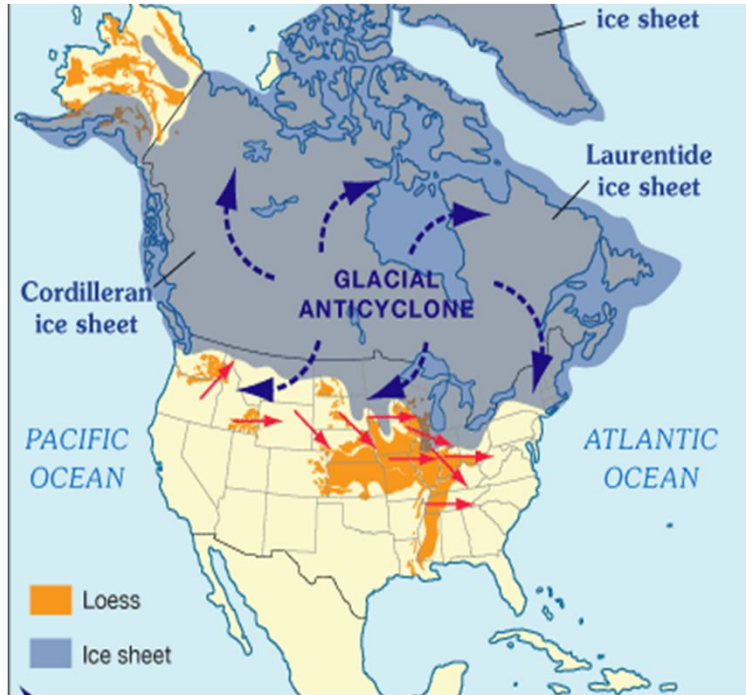 ice sheet
Laurentide
ice sheet
GLACIAL
ANTICYCLONE
Cordilleran
ice sheet
PACIFIC
OCEAN
ATLANTIC
OCEAN
Loess
Ice sheet